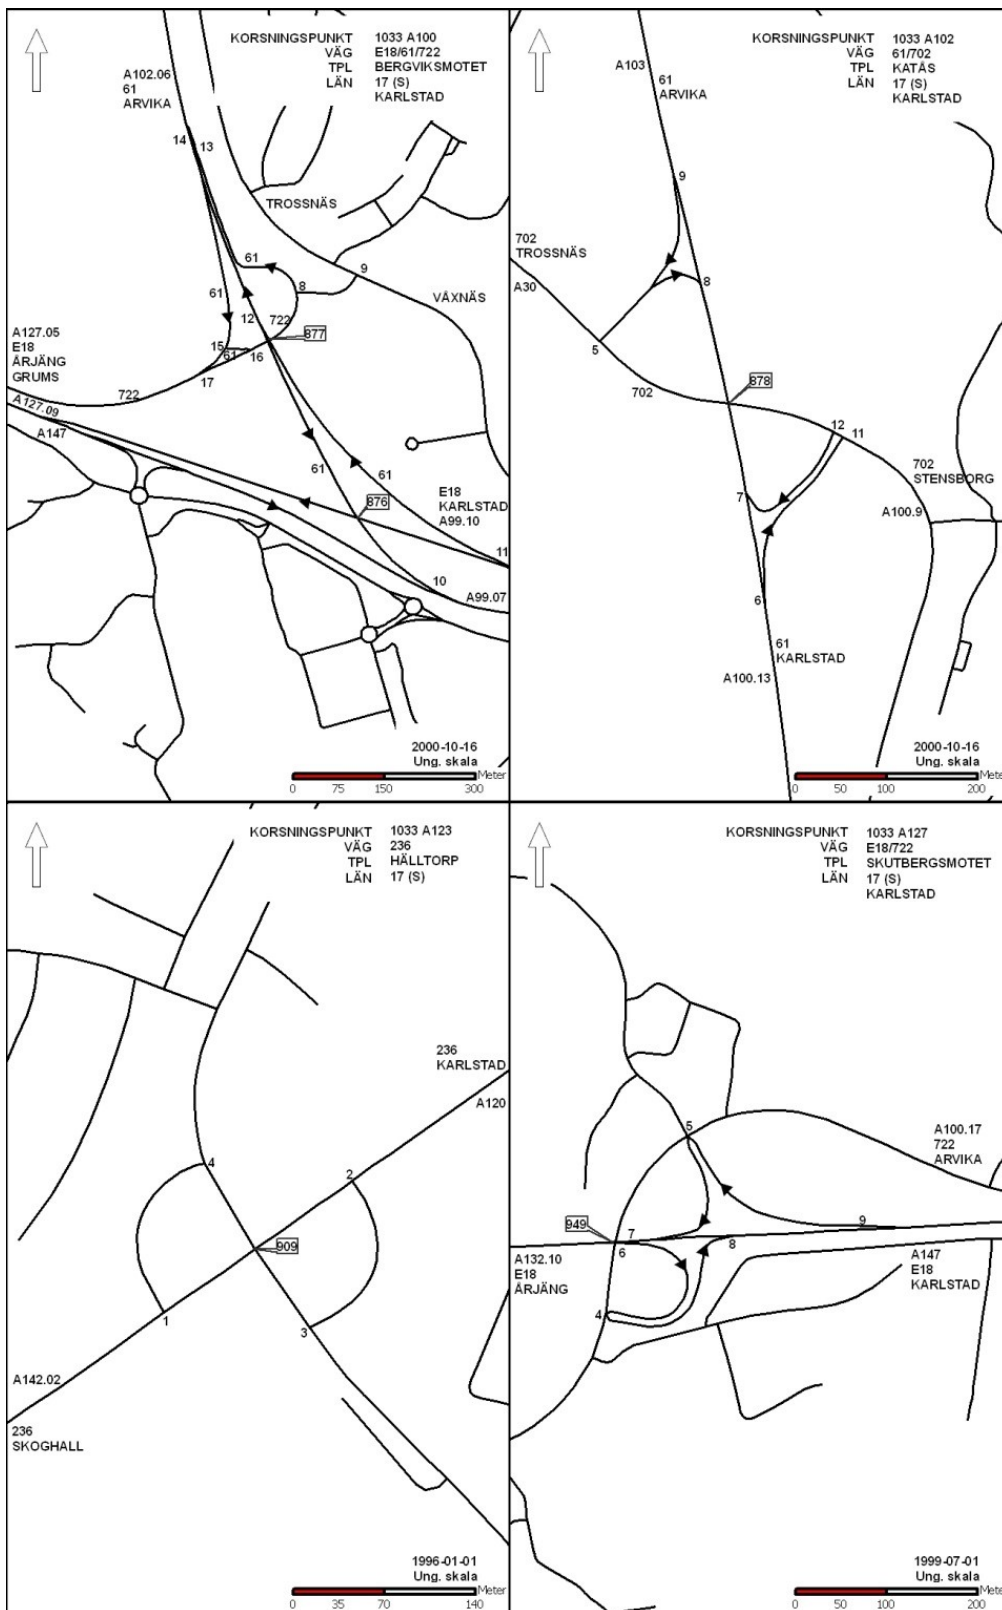 KORSNINGSPUNKT 1033 A100
VÄG E18/61/722
TPL BERGVIKSMOTET
LÄN 17 (S)
KARLSTAD
A102.06
61
ARVIKA
14
13
TROSSNÄS
61
9
8
61
VÄXNÄS
12
722
877
A127.05
E18
ÅRJÄNG
GRUMS
15
61
16
17
722
A127.09
A147
61
61
876
E18
KARLSTAD
A99.10
11
10
A99.07
2000-10-16
Ung. skala
Meter
0 75 150 300
KORSNINGSPUNKT 1033 A102
VÄG 61/702
TPL KATÅS
LÄN 17 (S)
KARLSTAD
A103
61
ARVIKA
9
702
TROSSNÄS
A30
8
5
878
702
12
11
702
STENSBORG
7
A100.9
6
61
KARLSTAD
A100.13
2000-10-16
Ung. skala
Meter
0 50 100 200
KORSNINGSPUNKT 1033 A123
VÄG 236
TPL HÄLLTORP
LÄN 17 (S)
236
KARLSTAD
A120
4
2
909
1
3
A142.02
236
SKOGHALL
1996-01-01
Ung. skala
Meter
0 35 70 140
KORSNINGSPUNKT 1033 A127
VÄG E18/722
TPL SKUTBERGSMOTET
LÄN 17 (S)
KARLSTAD
5
A100.17
722
ARVIKA
949
7
9
6
8
A132.10
E18
ÅRJÄNG
A147
E18
KARLSTAD
4
1999-07-01
Ung. skala
Meter
0 50 100 200